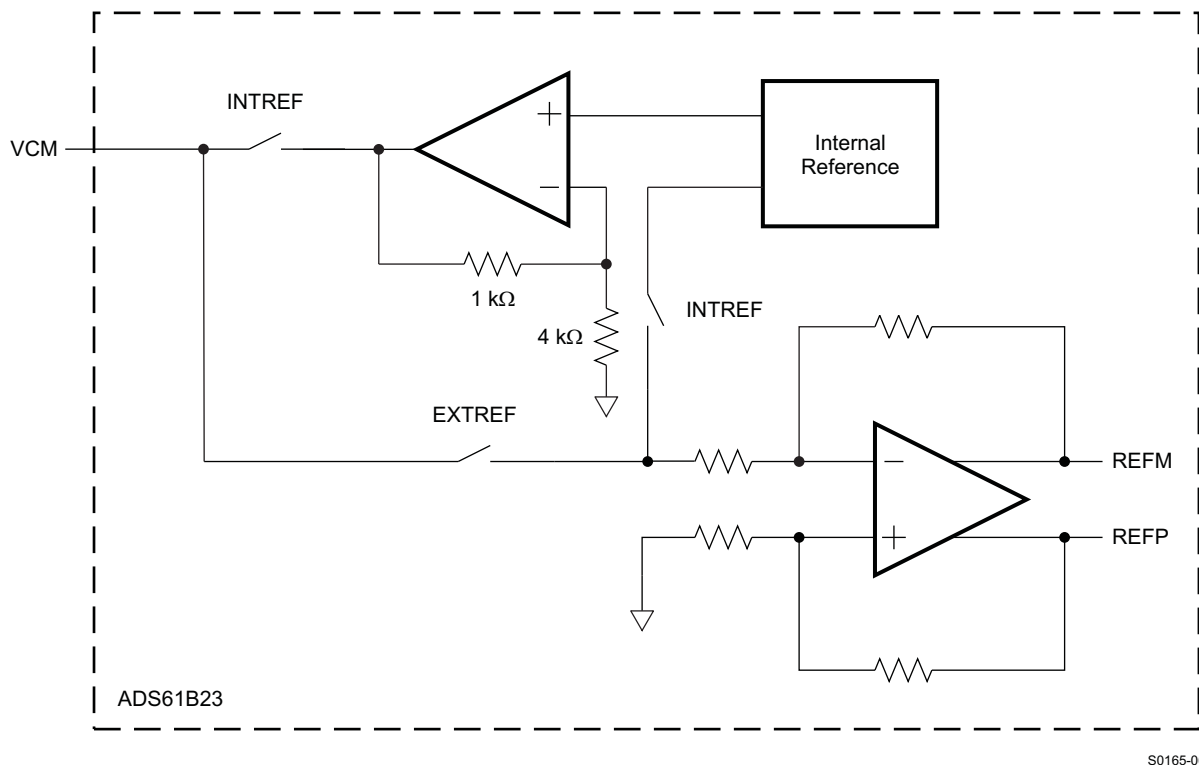 INTREF
VCM
Internal
Reference
1 kΩ
4 kΩ
INTREF
EXTREF
REFM
REFP
ADS61B23
S0165-0